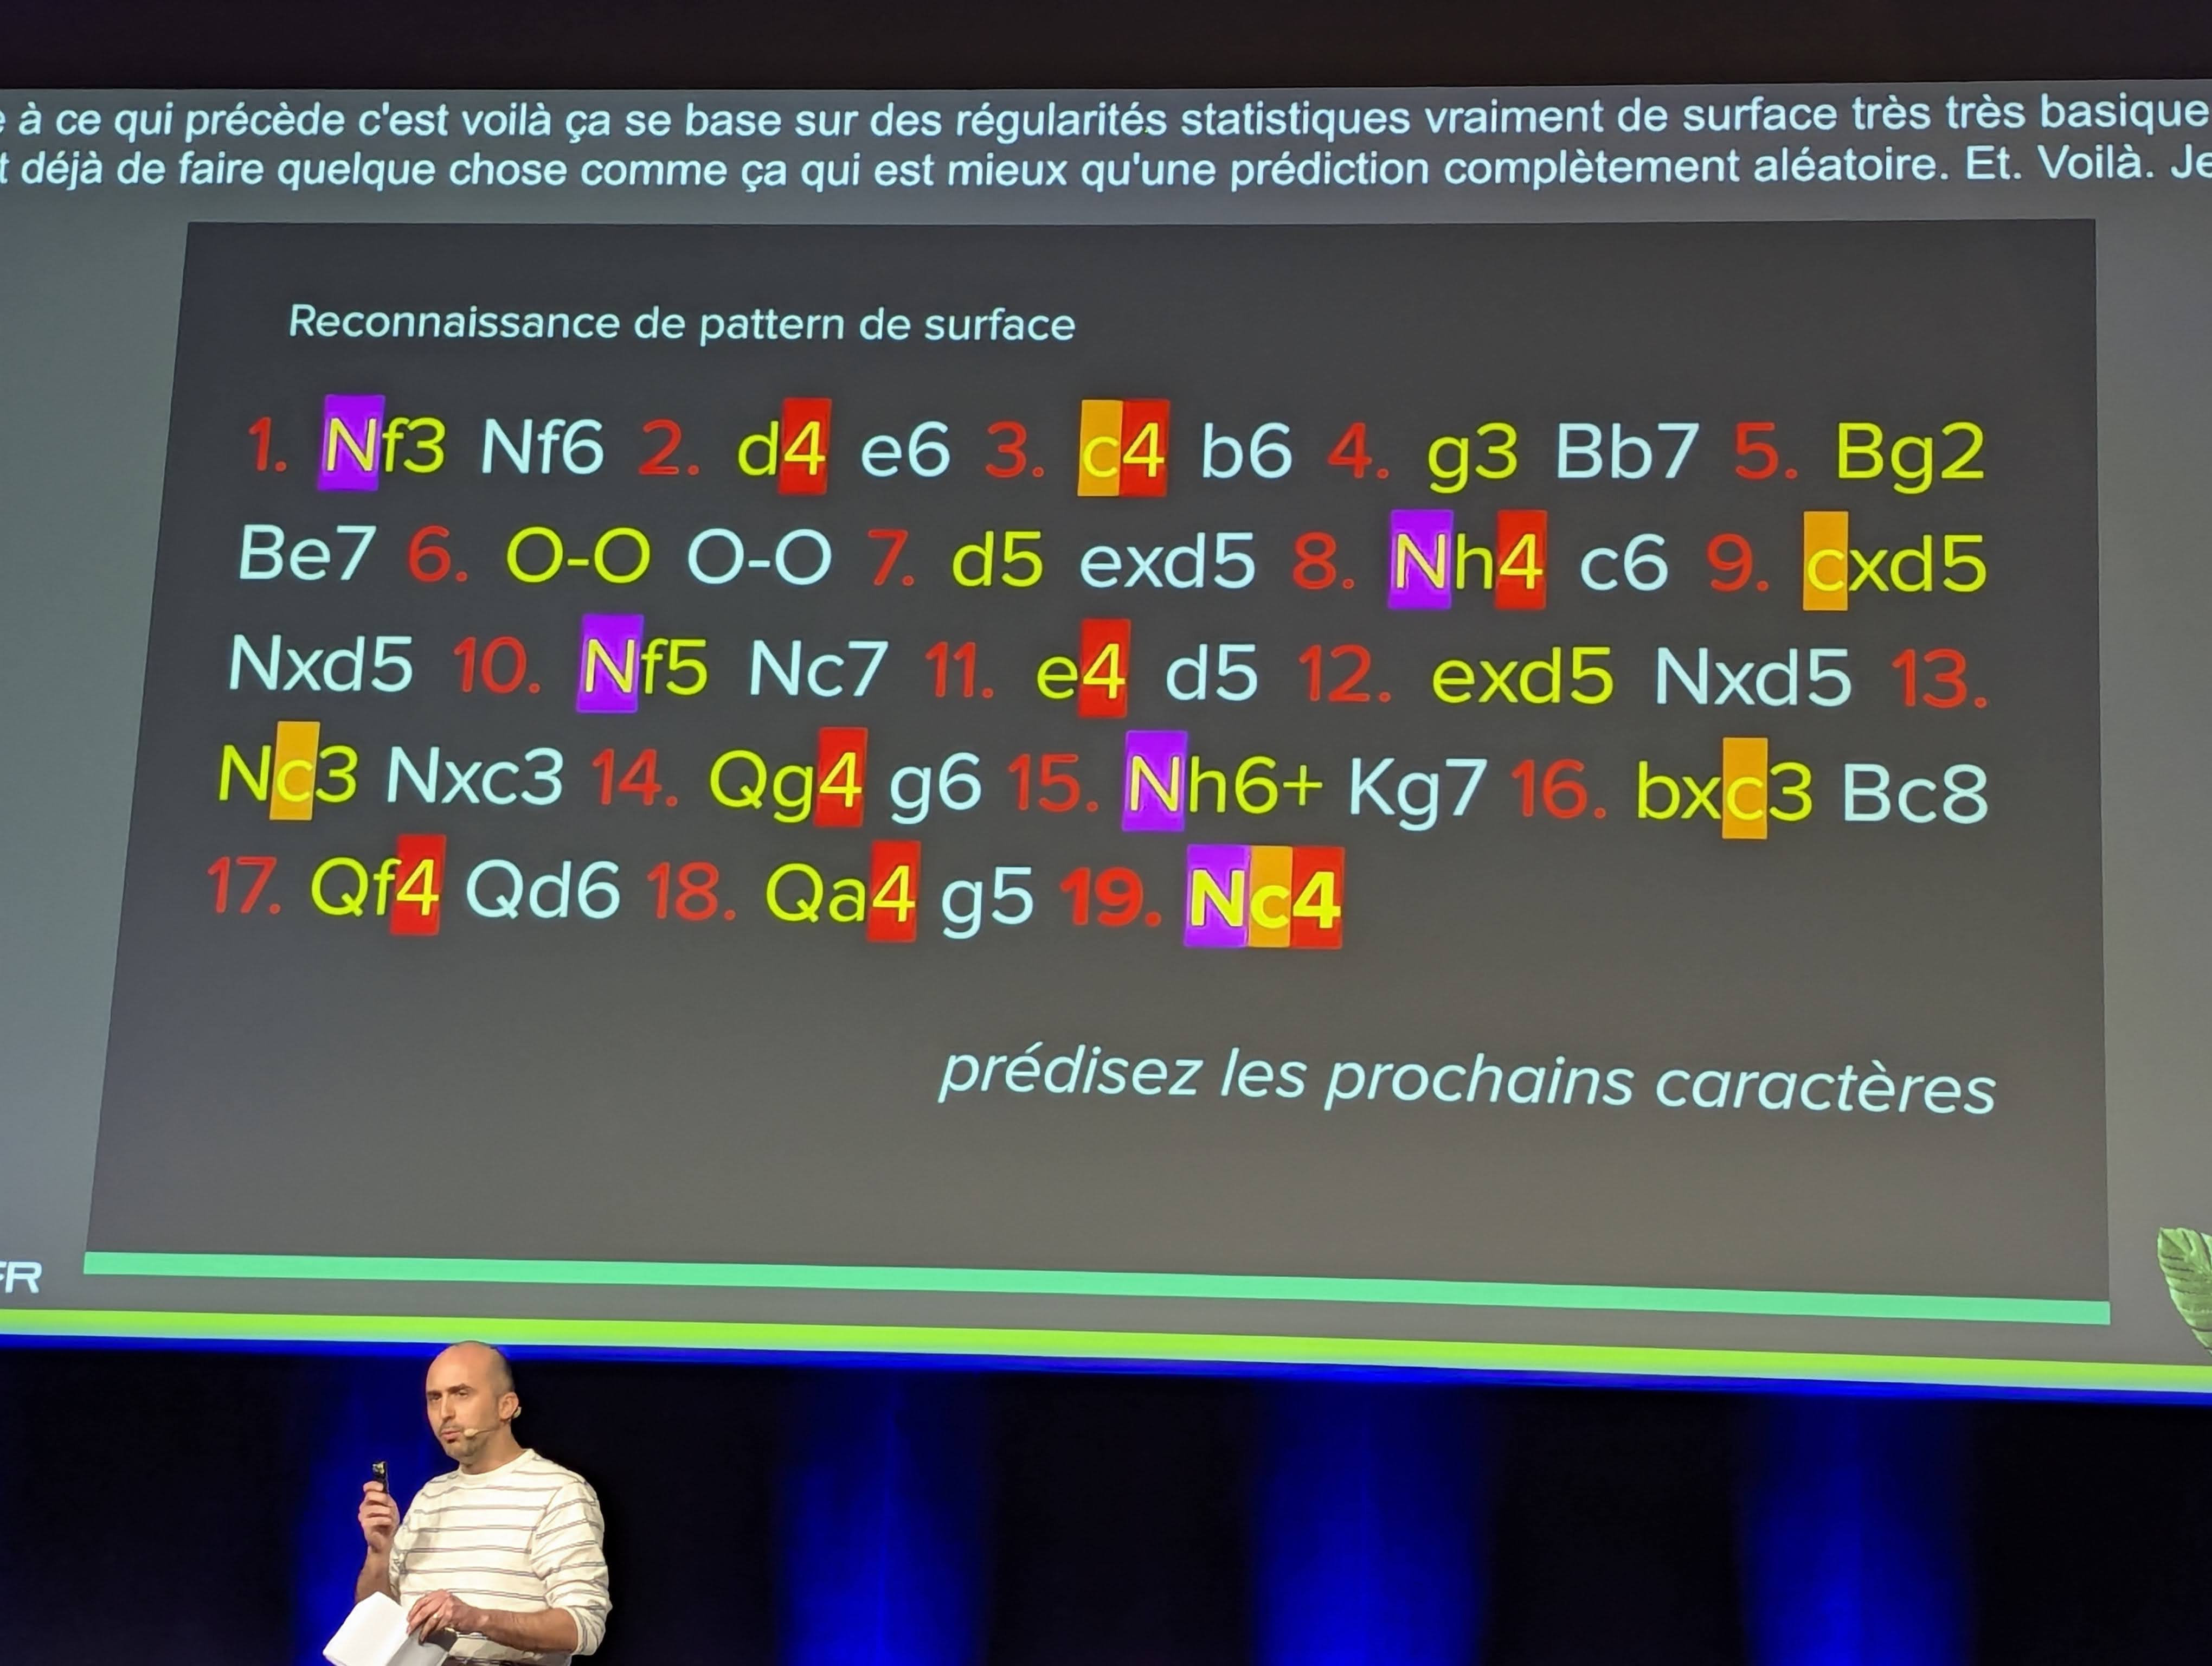 à ce qui précède c'est voilà ça se base sur des régularités statistiques vraiment de surface très très basique
déjà de faire quelque chose comme ça qui est mieux qu'une prédiction complètement aléatoire. Et. Voilà. Je
Reconnaissance de pattern de surface
1. Nf3 Nf6 2. d4 e6 3. c4 b6 4. g3 Bb7 5. Bg2
Be7 6. O-O O-O 7. d5 exd5 8. Nh4 c6 9. cxd5
Nxd5 10. Nf5 Nc7 11. e4 d5 12. exd5 Nxd5 13.
Nc3 Nxc3 14. Qg4 g6 15. Nh6+ Kg7 16. bxc3 Bc8
17. Qf4 Qd6 18. Qa4 g5 19. Nc4
prédisez les prochains caractères
FR